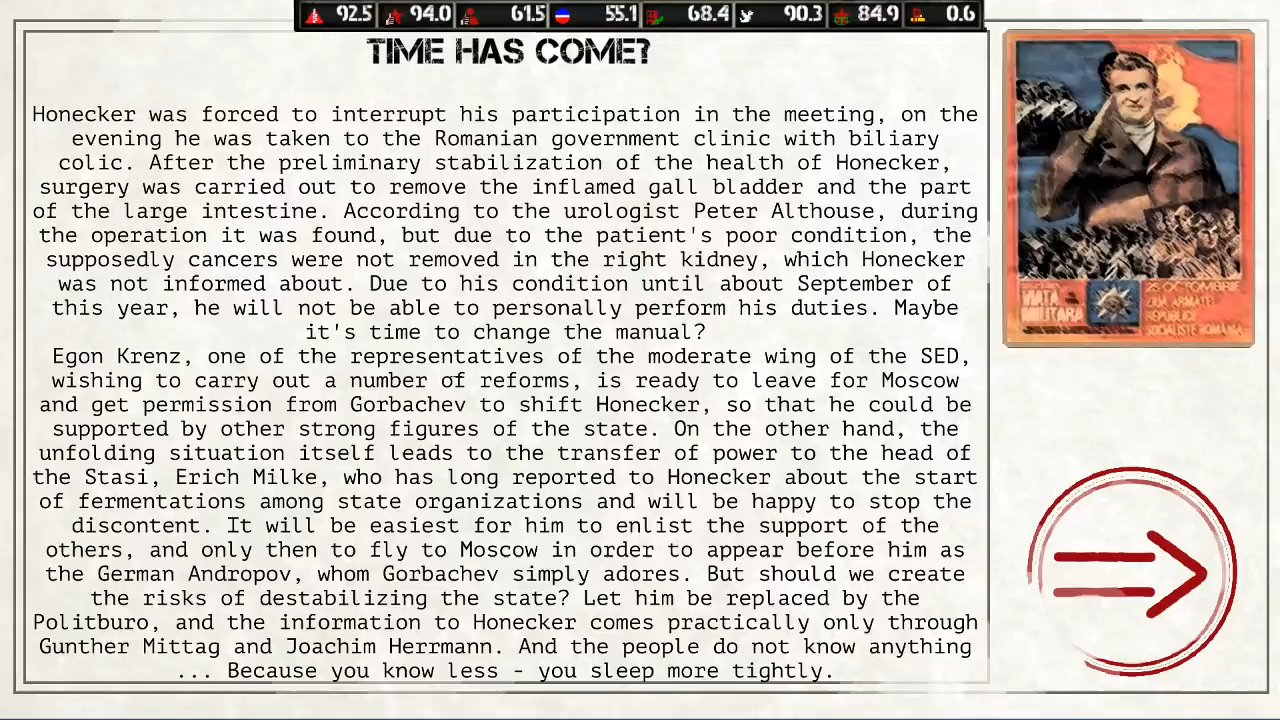 92.5 94.0 61.5 55.1 68.4 90.3 84.9 0.6
TIME HAS COME?
Honecker was forced to interrupt his participation in the meeting, on the
evening he was taken to the Romanian government clinic with biliary
colic. After the preliminary stabilization of the health of Honecker,
surgery was carried out to remove the inflamed gall bladder and the part
of the large intestine. According to the urologist Peter Althouse, during
the operation it was found, but due to the patient's poor condition, the
supposedly cancers were not removed in the right kidney, which Honecker
was not informed about. Due to his condition until about September of
this year, he will not be able to personally perform his duties. Maybe
it's time to change the manual?
Egon Krenz, one of the representatives of the moderate wing of the SED,
wishing to carry out a number of reforms, is ready to leave for Moscow
and get permission from Gorbachev to shift Honecker, so that he could be
supported by other strong figures of the state. On the other hand, the
unfolding situation itself leads to the transfer of power to the head of
the Stasi, Erich Milke, who has long reported to Honecker about the start
of fermentations among state organizations and will be happy to stop the
discontent. It will be easiest for him to enlist the support of the
others, and only then to fly to Moscow in order to appear before him as
the German Andropov, whom Gorbachev simply adores. But should we create
the risks of destabilizing the state? Let him be replaced by the
Politburo, and the information to Honecker comes practically only through
Gunther Mittag and Joachim Herrmann. And the people do not know anything
... Because you know less - you sleep more tightly.
VIATA
MILITARA
25 OCTOMBRIE
ZIUA ARMATEI
REPUBLICII
SOCIALISTE ROMÂNIA